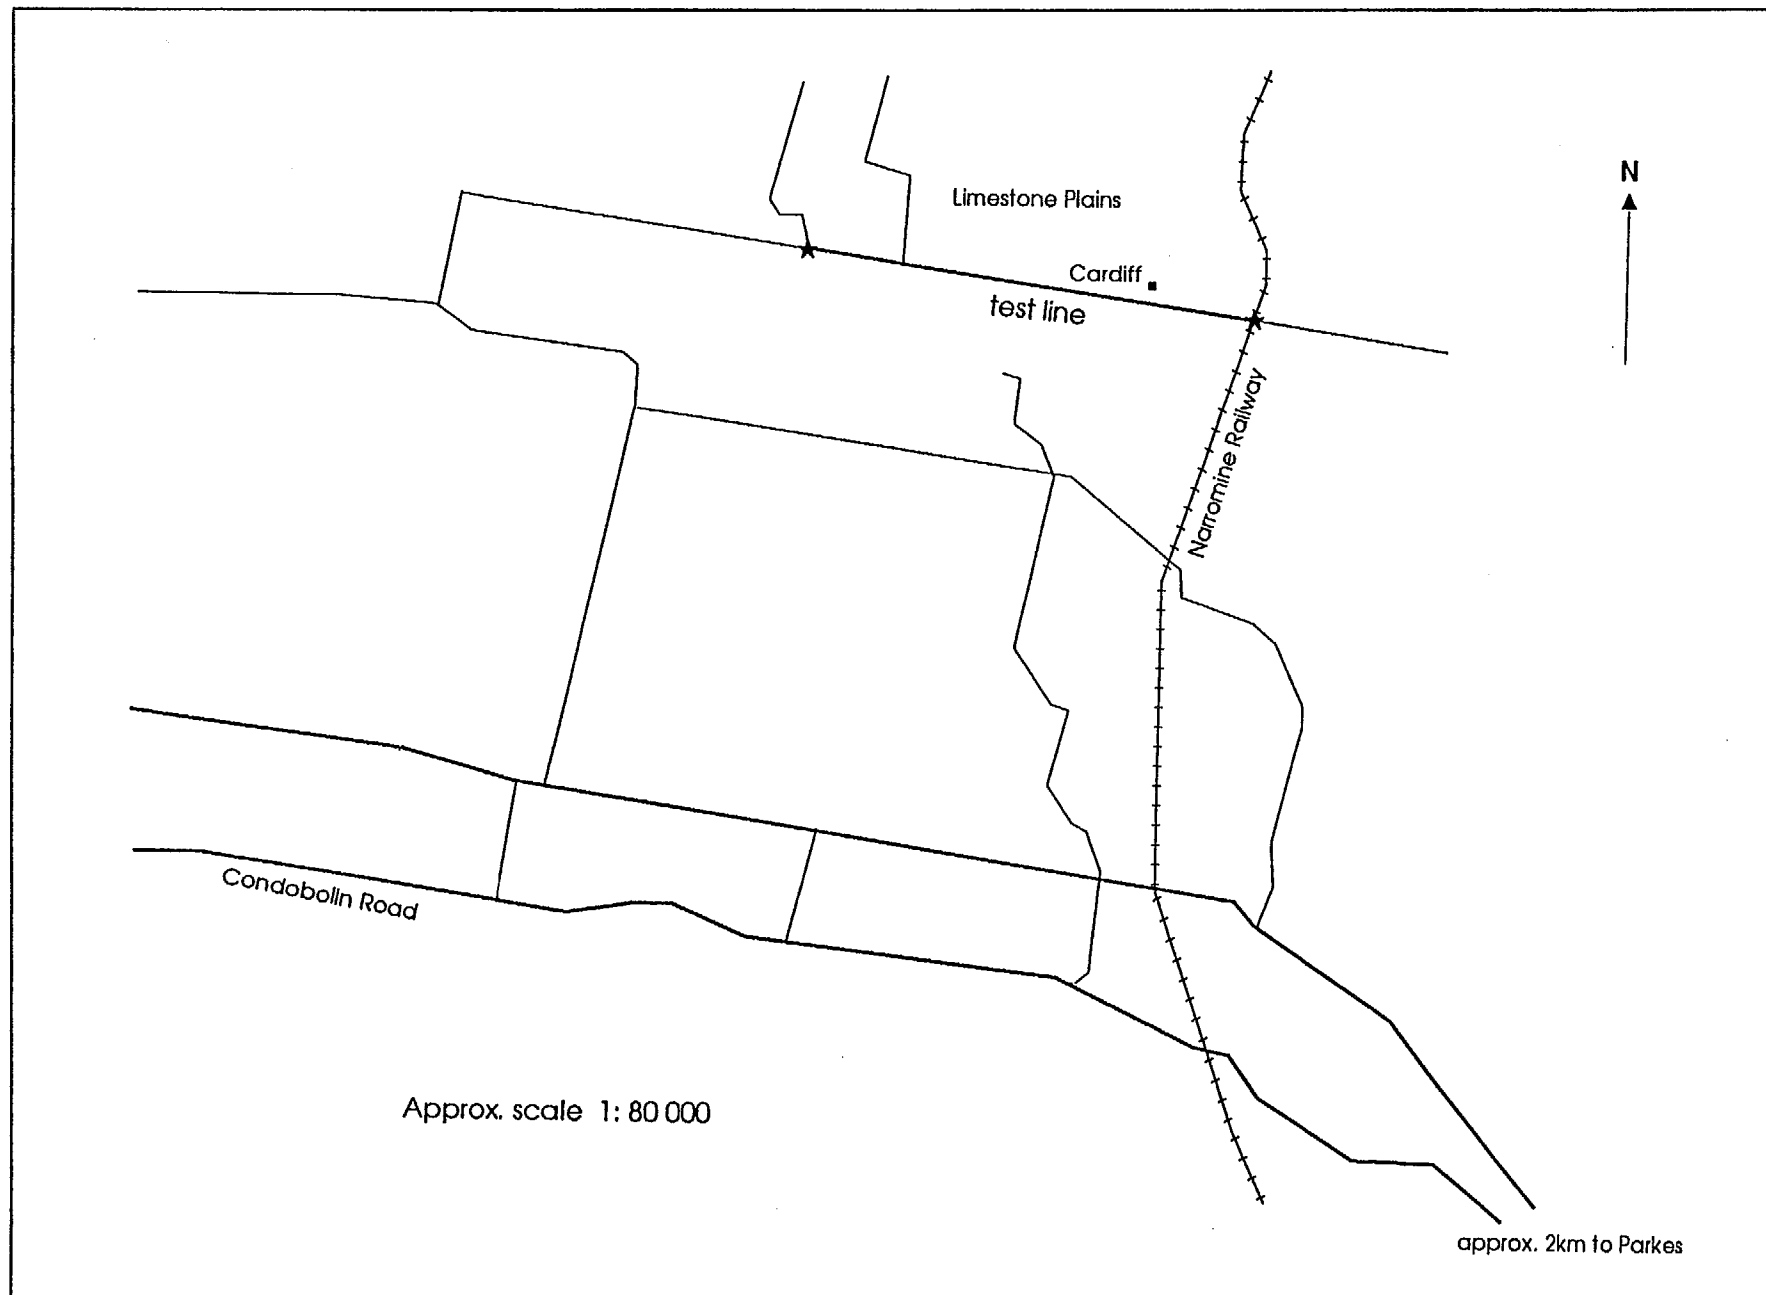 N
Limestone Plains
Cardiff
test line
Narromine Railway
Condobolin Road
Approx. scale 1: 80 000
approx. 2km to Parkes